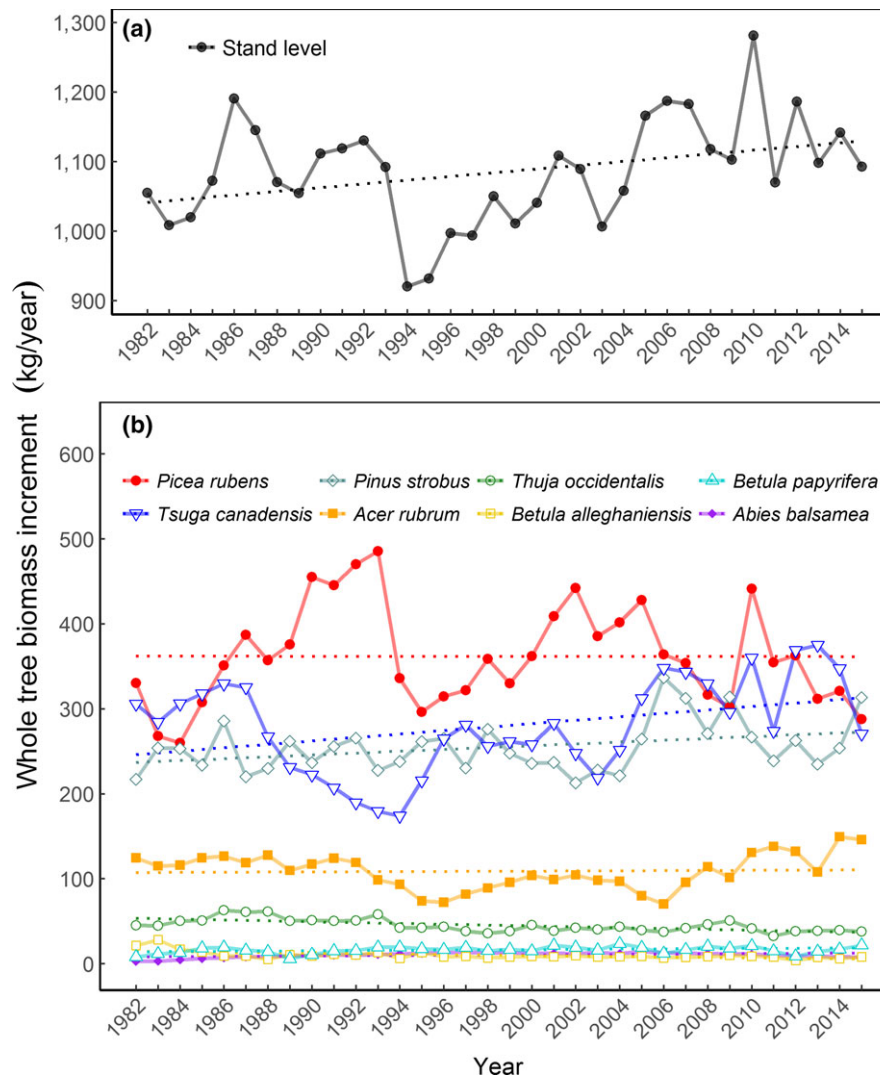 (a)
Stand level
1,300
1,200
1,100
1,000
900
1982 1984 1986 1988 1990 1992 1994 1996 1998 2000 2002 2004 2006 2008 2010 2012 2014
Whole tree biomass increment (kg/year)
(b)
Picea rubens Pinus strobus Thuja occidentalis Betula papyrifera
Tsuga canadensis Acer rubrum Betula alleghaniensis Abies balsamea
600
500
400
300
200
100
0
1982 1984 1986 1988 1990 1992 1994 1996 1998 2000 2002 2004 2006 2008 2010 2012 2014
Year